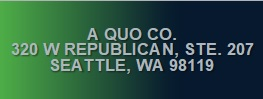 A QUO CO.
320 W REPUBLICAN, STE. 207
SEATTLE, WA 98119